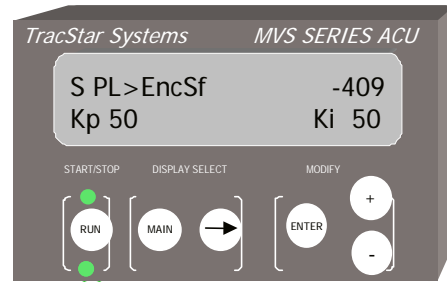 TracStar Systems MVS SERIES ACU
S PL>EncSf -409
Kp 50 Ki 50
START/STOP DISPLAY SELECT MODIFY
RUN MAIN ENTER +
-